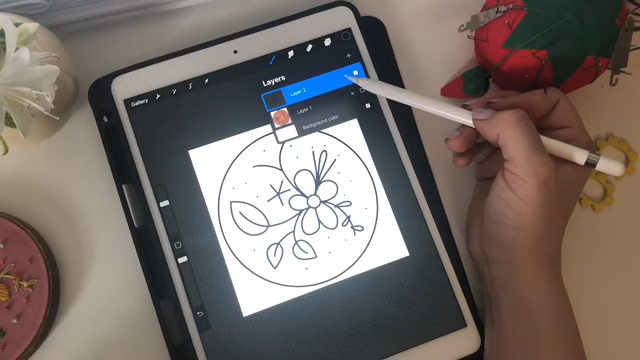 Gallery
Layers
Layer 2
Layer 1
Background color